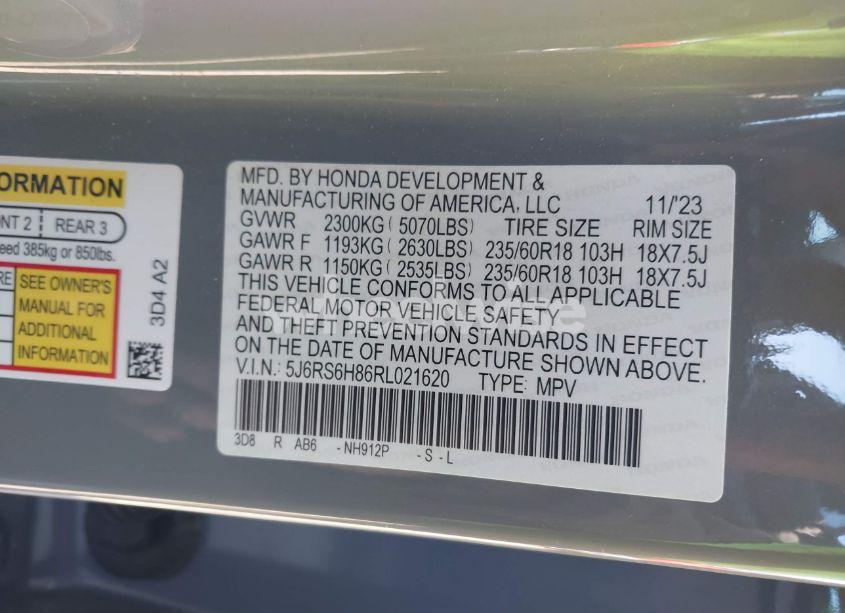 ORMATION
NT 2 REAR 3
eed 385kg or 850lbs.
RE SEE OWNER'S
MANUAL FOR
ADDITIONAL
INFORMATION
3D4 A2
MFD. BY HONDA DEVELOPMENT &
MANUFACTURING OF AMERICA, LLC 11/'23
GVWR 2300KG ( 5070LBS) TIRE SIZE RIM SIZE
GAWR F 1193KG ( 2630LBS) 235/60R18 103H 18X7.5J
GAWR R 1150KG ( 2535LBS) 235/60R18 103H 18X7.5J
THIS VEHICLE CONFORMS TO ALL APPLICABLE
FEDERAL MOTOR VEHICLE SAFETY
AND THEFT PREVENTION STANDARDS IN EFFECT
ON THE DATE OF MANUFACTURE SHOWN ABOVE.
V.I.N.: 5J6RS6H86RL021620 TYPE: MPV
3D8 R AB6 -NH912P -S-L